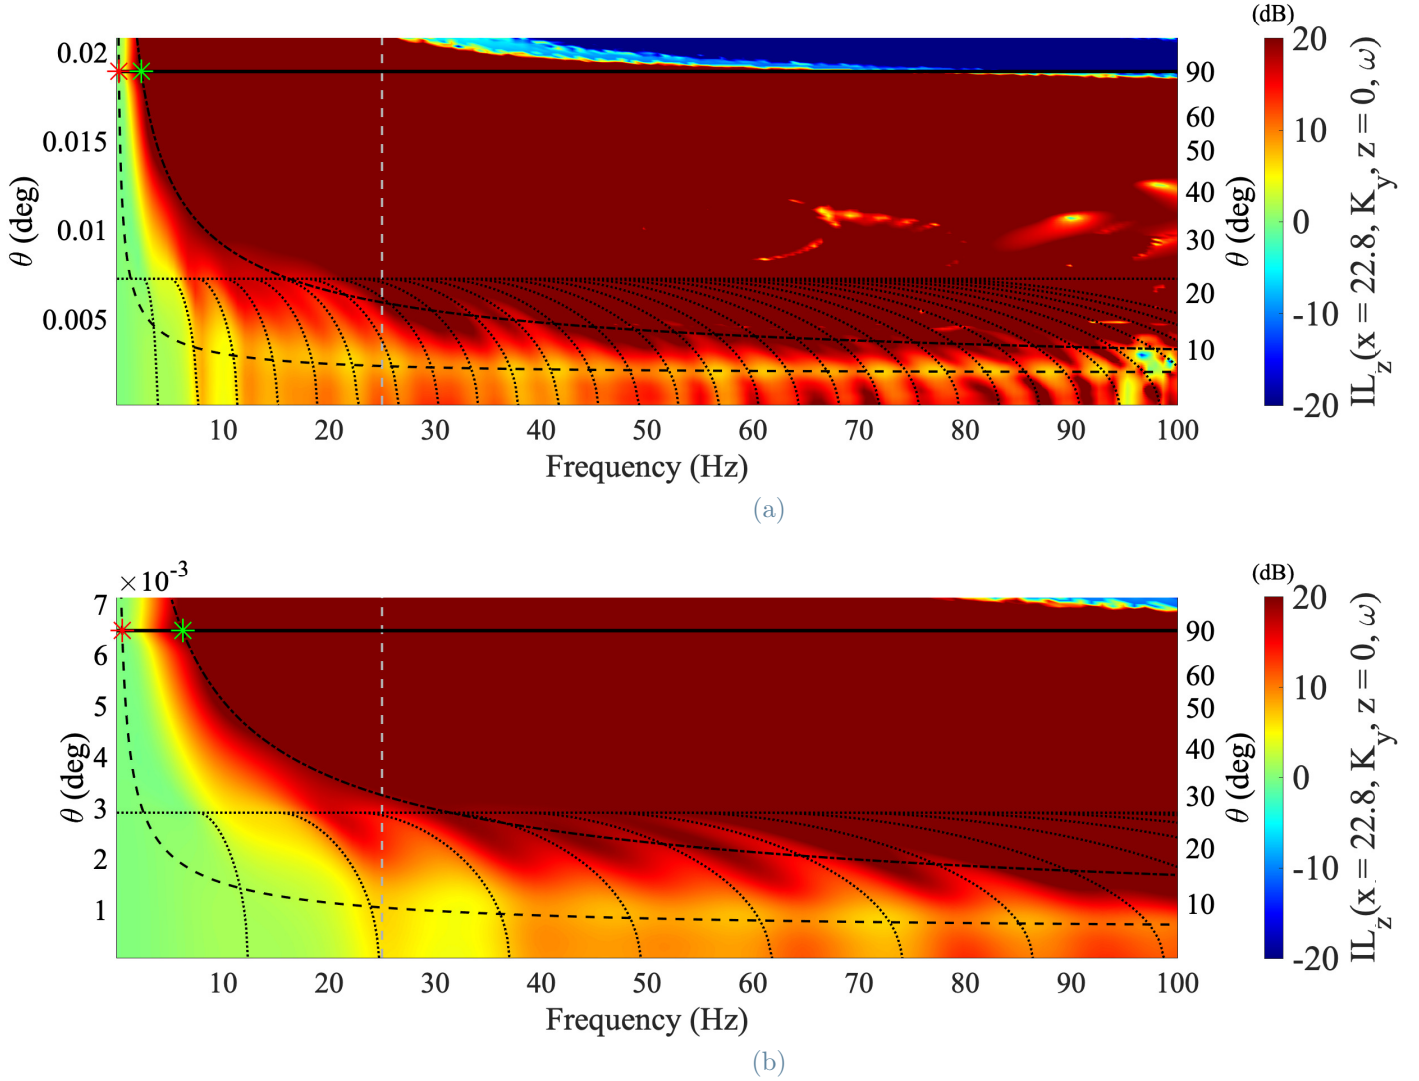 (dB)
0.02
0.015
0.01
0.005
θ (deg)
90
60
50
40
30
20
10
θ (deg)
20
10
0
-10
-20
IL_z(x = 22.8, K_y, z = 0, ω)
10 20 30 40 50 60 70 80 90 100
Frequency (Hz)
(a)
×10^-3
(dB)
7
6
5
4
3
2
1
θ (deg)
90
60
50
40
30
20
10
θ (deg)
20
10
0
-10
-20
IL_z(x = 22.8, K_y, z = 0, ω)
10 20 30 40 50 60 70 80 90 100
Frequency (Hz)
(b)